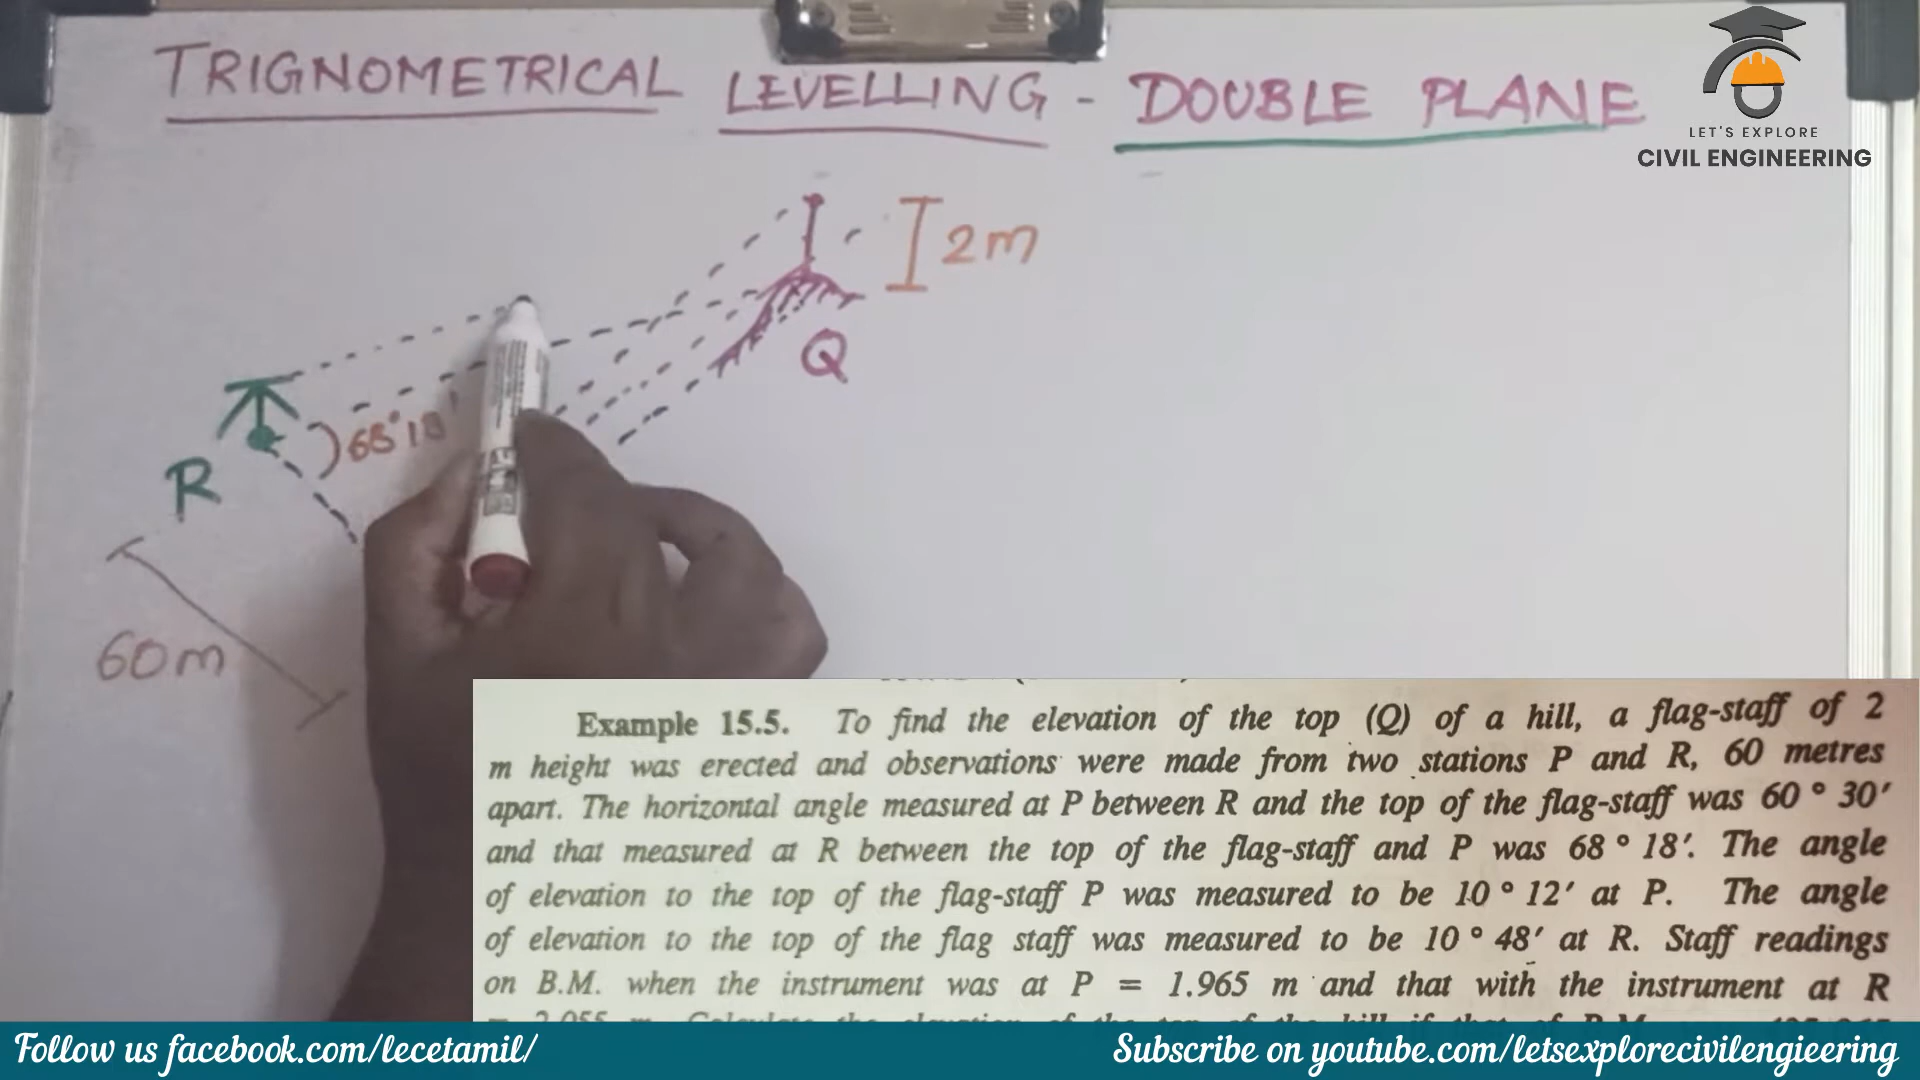 TRIGNOMETRICAL LEVELLING - DOUBLE PLANE
LET'S EXPLORE
CIVIL ENGINEERING
2m
Q
68°18'
R
60m
Example 15.5. To find the elevation of the top (Q) of a hill, a flag-staff of 2
m height was erected and observations were made from two stations P and R, 60 metres
apart. The horizontal angle measured at P between R and the top of the flag-staff was 60° 30′
and that measured at R between the top of the flag-staff and P was 68° 18′. The angle
of elevation to the top of the flag-staff P was measured to be 10° 12′ at P. The angle
of elevation to the top of the flag staff was measured to be 10° 48′ at R. Staff readings
on B.M. when the instrument was at P = 1.965 m and that with the instrument at R
Follow us facebook.com/lecetamil/
Subscribe on youtube.com/letsexplorecivilengieering